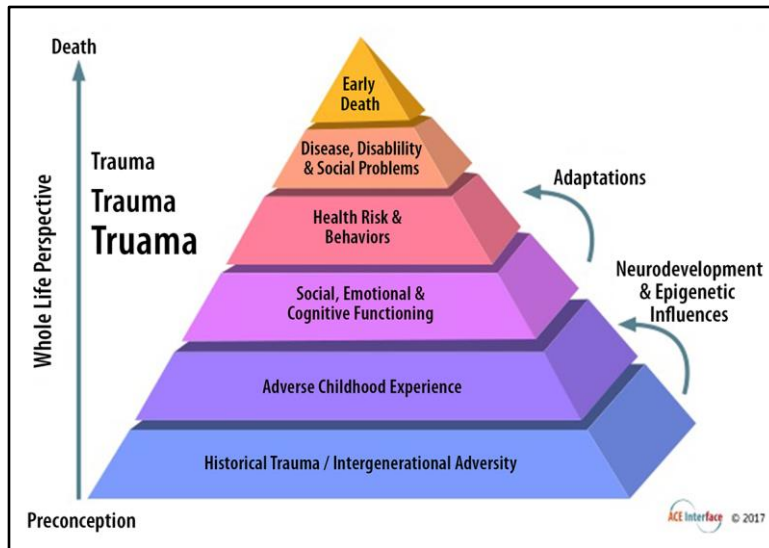 Death
Whole Life Perspective
Preconception
Trauma
Trauma
Truama
Early
Death
Disease, Disablility
& Social Problems
Health Risk &
Behaviors
Social, Emotional &
Cognitive Functioning
Adverse Childhood Experience
Historical Trauma / Intergenerational Adversity
Adaptations
Neurodevelopment
& Epigenetic
Influences
ACE Interface © 2017